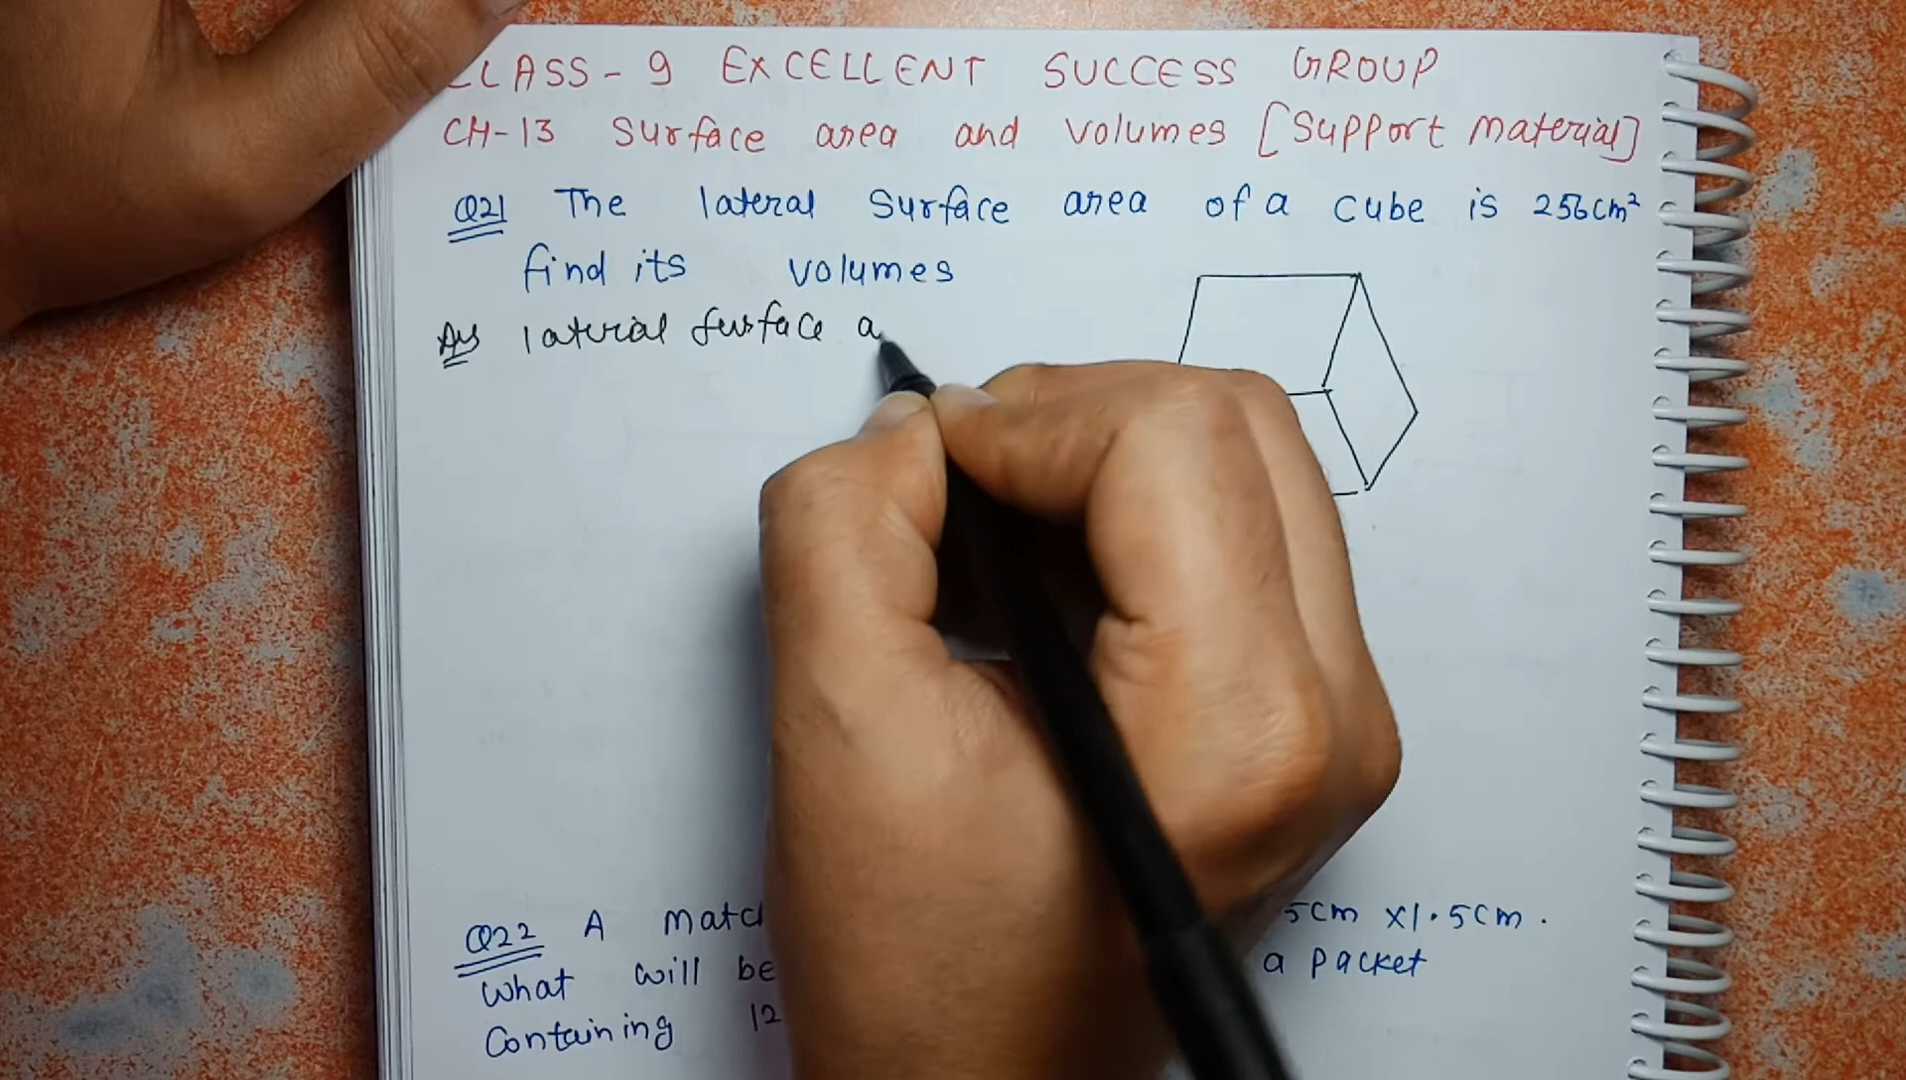 CLASS-9 EXCELLENT SUCCESS GROUP
CH-13 Surface area and volumes [Support Material]
Q21 The lateral Surface area of a cube is 256cm²
find its volumes
Ans laterial surface a
Q22 A matc 5cm x1.5cm.
What will be a packet
Containing 12